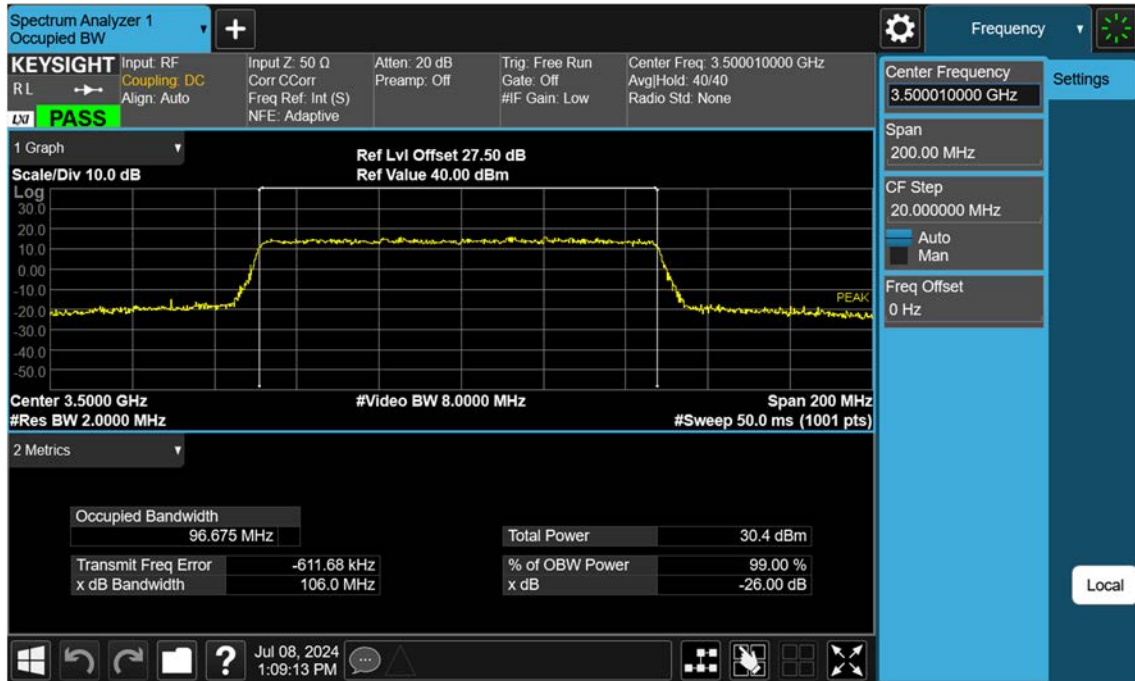 Spectrum Analyzer 1
Occupied BW
Frequency
KEYSIGHT
R L
LXI
PASS
Input: RF
Coupling: DC
Align: Auto
Input Z: 50 Ω
Corr CCorr
Freq Ref: Int (S)
NFE: Adaptive
Atten: 20 dB
Preamp: Off
Trig: Free Run
Gate: Off
#IF Gain: Low
Center Freq: 3.500010000 GHz
Avg|Hold: 40/40
Radio Std: None
1 Graph
Scale/Div 10.0 dB
Ref Lvl Offset 27.50 dB
Ref Value 40.00 dBm
Log
30.0
20.0
10.0
0.00
-10.0
-20.0
-30.0
-40.0
-50.0
PEAK
Center 3.5000 GHz
#Video BW 8.0000 MHz
Span 200 MHz
#Res BW 2.0000 MHz
#Sweep 50.0 ms (1001 pts)
2 Metrics
Occupied Bandwidth
96.675 MHz
Total Power 30.4 dBm
Transmit Freq Error -611.68 kHz
% of OBW Power 99.00 %
x dB Bandwidth 106.0 MHz
x dB -26.00 dB
Center Frequency
3.500010000 GHz
Settings
Span
200.00 MHz
CF Step
20.000000 MHz
Auto
Man
Freq Offset
0 Hz
Local
?
Jul 08, 2024
1:09:13 PM